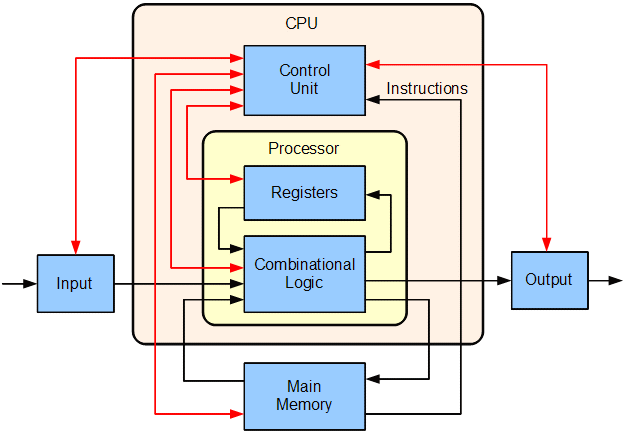 CPU
Control
Unit
Instructions
Processor
Registers
Combinational
Logic
Input
Output
Main
Memory